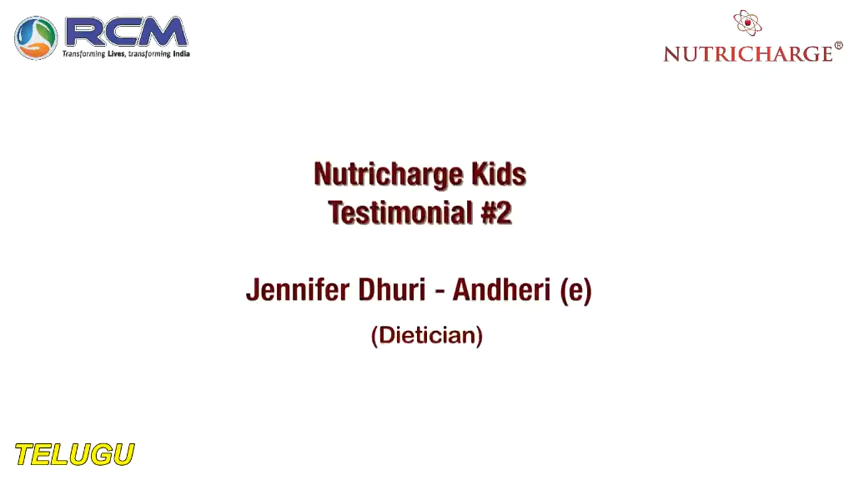 RCM
Transforming Lives, transforming India
NUTRICHARGE®
Nutricharge Kids
Testimonial #2
Jennifer Dhuri - Andheri (e)
(Dietician)
TELUGU